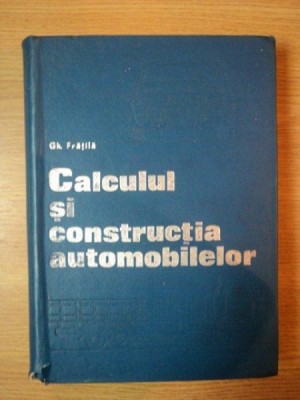 Gh. Frățilă
Calculul
și
construcția
automobilelor